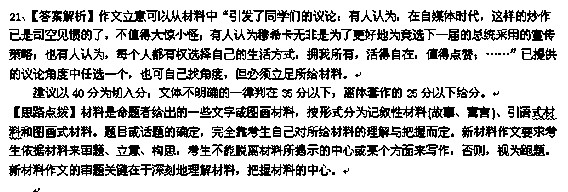 21、【答案解析】作文立意可以从材料中“引发了同学们的议论：有人认为，在自媒体时代，这样的炒作
已是司空见惯的了，不值得大惊小怪；有人认为穆希卡无非是为了更好地为竞选下一届的总统采用的宣传
策略；也有人认为，每个人都有权选择自己的生活方式，拥我所有，活得自在，值得点赞；……”已提供
的议论角度中任选一个，也可自找角度，但必须立足所给材料。
建议以 40 分为切入分；文体不明确的一律判在 35 分以下，离体著作的 25 分以下给分。
【思路点拨】材料是命题者给出的一些文字或图画材料，按形式分为记叙性材料(故事、寓言)、引语式材
料和图画式材料。题目或话题的确定，完全靠考生自己对所给材料的理解与把握而定。新材料作文要求考
生依据材料来审题、立意、构思，考生不能脱离材料所揭示的中心或某个方面来写作，否则，视为跑题。
新材料作文的审题关键在于深刻地理解材料，把握材料的中心。